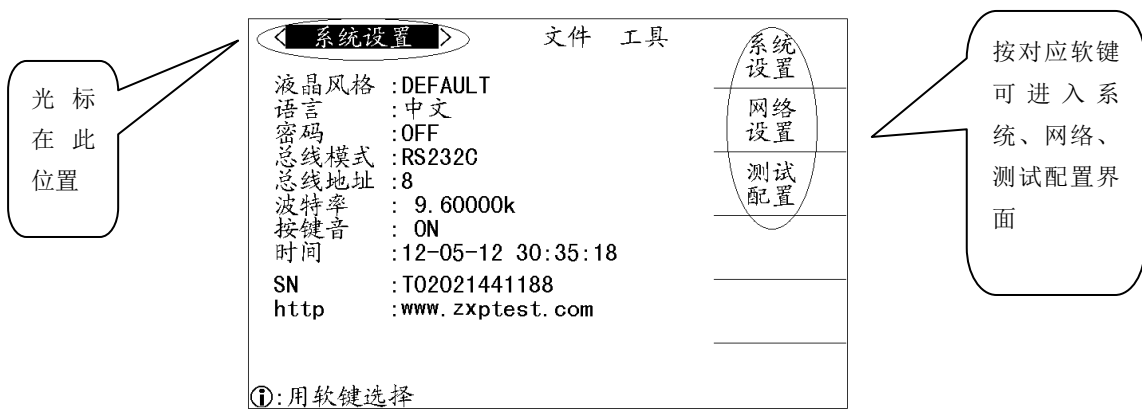 光标
在此
位置
系统设置 文件 工具
液晶风格 :DEFAULT
语言 :中文
密码 :OFF
总线模式 :RS232C
总线地址 :8
波特率 : 9.60000k
按键音 : ON
时间 :12-05-12 30:35:18
SN :T02021441188
http :www.zxptest.com
ⓘ:用软键选择
系统
设置
网络
设置
测试
配置
按对应软键
可进入系
统、网络、
测试配置界
面